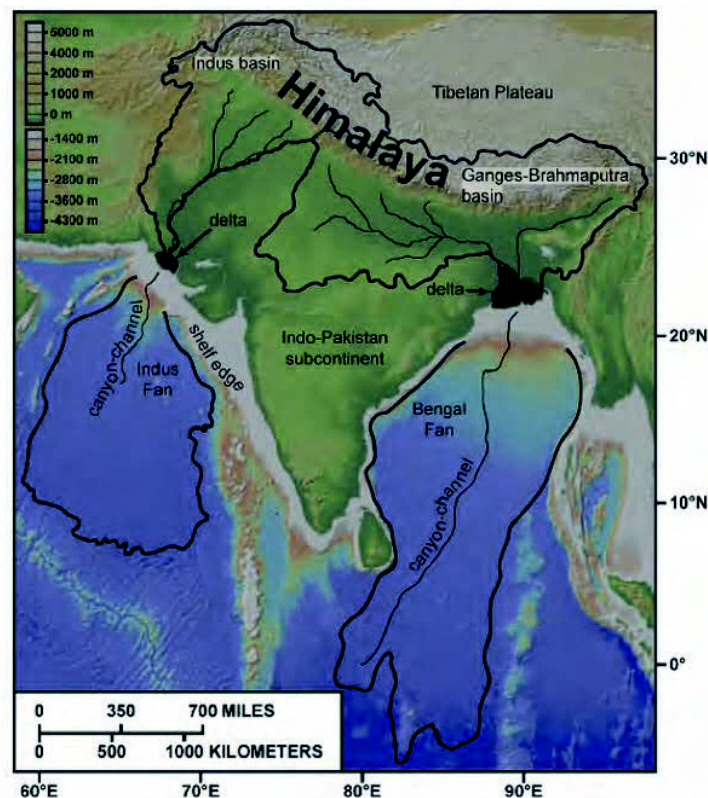 5000 m
4000 m
2000 m
1000 m
0 m
-1400 m
-2100 m
-2800 m
-3600 m
-4300 m
Indus basin
Himalaya
Tibetan Plateau
Ganges-Brahmaputra
basin
30°N
delta
delta
canyon-channel
Indus
Fan
shelf edge
Indo-Pakistan
subcontinent
20°N
Bengal
Fan
canyon-channel
10°N
0°
0 350 700 MILES
0 500 1000 KILOMETERS
60°E 70°E 80°E 90°E